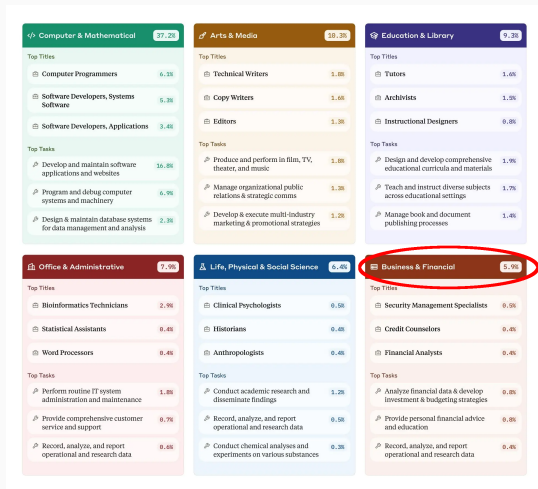 Computer & Mathematical 37.2%
Top Titles
Computer Programmers 6.1%
Software Developers, Systems
Software 5.3%
Software Developers, Applications 3.4%
Top Tasks
Develop and maintain software
applications and websites 16.8%
Program and debug computer
systems and machinery 6.9%
Design & maintain database systems
for data management and analysis 2.3%
Arts & Media 10.3%
Top Titles
Technical Writers 1.8%
Copy Writers 1.6%
Editors 1.3%
Top Tasks
Produce and perform in film, TV,
theater, and music 1.8%
Manage organizational public
relations & strategic comms 1.3%
Develop & execute multi-industry
marketing & promotional strategies 1.2%
Education & Library 9.3%
Top Titles
Tutors 1.6%
Archivists 1.5%
Instructional Designers 0.8%
Top Tasks
Design and develop comprehensive
educational curricula and materials 1.9%
Teach and instruct diverse subjects
across educational settings 1.7%
Manage book and document
publishing processes 1.4%
Office & Administrative 7.9%
Top Titles
Bioinformatics Technicians 2.9%
Statistical Assistants 0.4%
Word Processors 0.4%
Top Tasks
Perform routine IT system
administration and maintenance 1.8%
Provide comprehensive customer
service and support 0.7%
Record, analyze, and report
operational and research data 0.6%
Life, Physical & Social Science 6.4%
Top Titles
Clinical Psychologists 0.5%
Historians 0.4%
Anthropologists 0.4%
Top Tasks
Conduct academic research and
disseminate findings 1.2%
Record, analyze, and report
operational and research data 0.5%
Conduct chemical analyses and
experiments on various substances 0.3%
Business & Financial 5.9%
Top Titles
Security Management Specialists 0.5%
Credit Counselors 0.4%
Financial Analysts 0.4%
Top Tasks
Analyze financial data & develop
investment & budgeting strategies 0.8%
Provide personal financial advice
and education 0.8%
Record, analyze, and report
operational and research data 0.4%